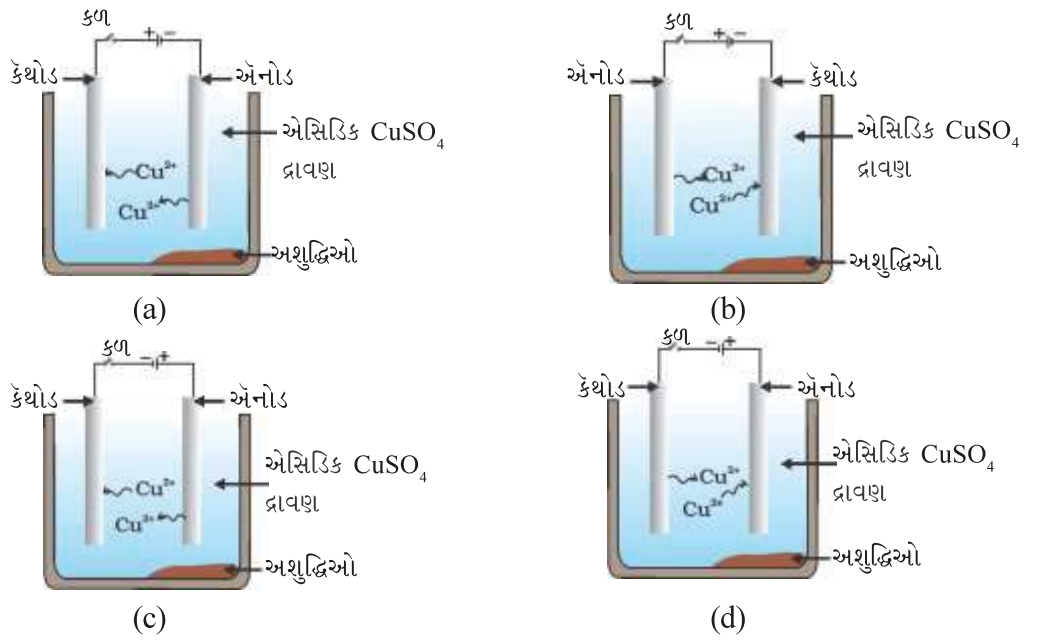 કળ
+ −
કૅથોડ
ઍનોડ
એસિડિક CuSO₄
દ્રાવણ
Cu²⁺
Cu²⁺
અશુદ્ધિઓ
(a)
કળ
+ −
ઍનોડ
કૅથોડ
એસિડિક CuSO₄
દ્રાવણ
Cu²⁺
Cu²⁺
અશુદ્ધિઓ
(b)
કળ
− +
કૅથોડ
ઍનોડ
એસિડિક CuSO₄
દ્રાવણ
Cu²⁺
Cu²⁺
અશુદ્ધિઓ
(c)
કળ
− +
કૅથોડ
ઍનોડ
એસિડિક CuSO₄
દ્રાવણ
Cu²⁺
Cu²⁺
અશુદ્ધિઓ
(d)